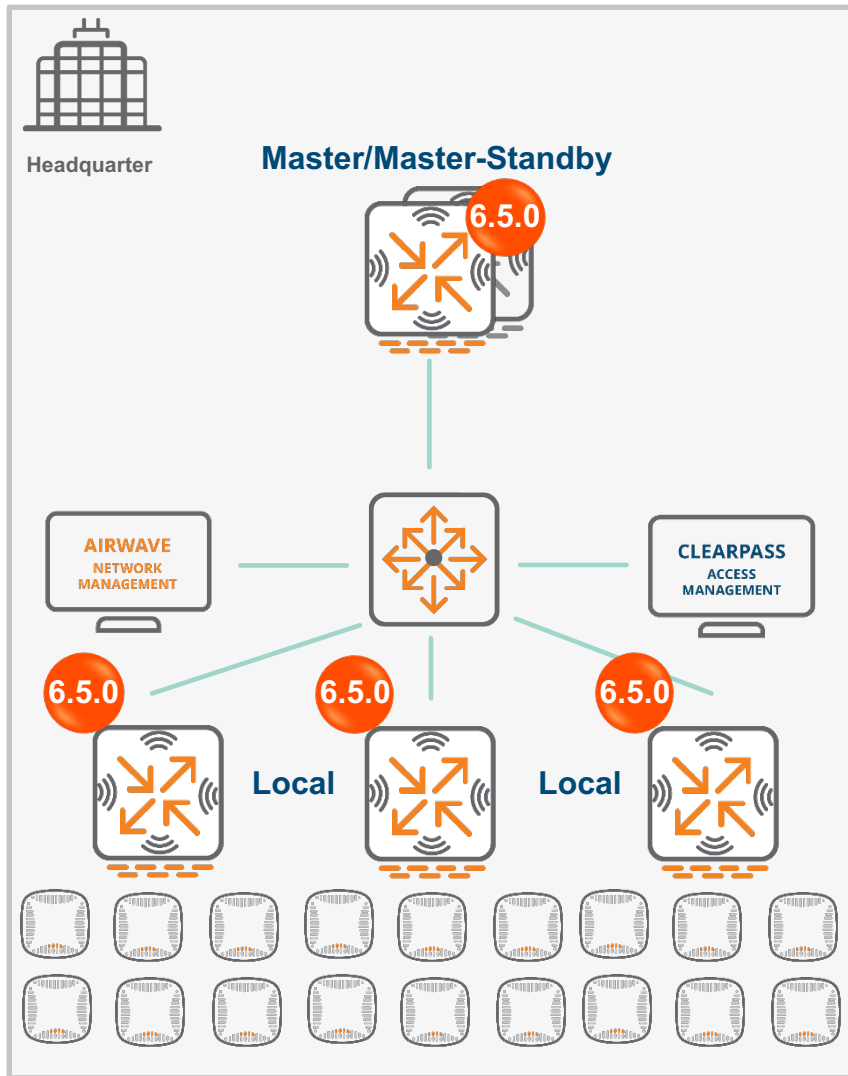 Headquarter
Master/Master-Standby
6.5.0
AIRWAVE
NETWORK
MANAGEMENT
CLEARPASS
ACCESS
MANAGEMENT
6.5.0
6.5.0
6.5.0
Local
Local